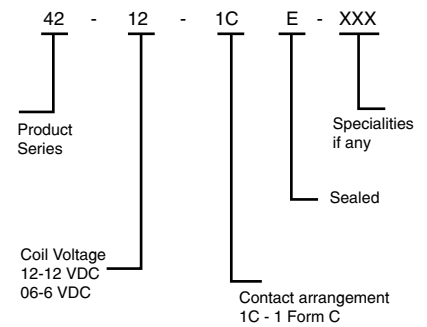 42 - 12 - 1C E - XXX
Product
Series
Specialities
if any
Sealed
Coil Voltage
12-12 VDC
06-6 VDC
Contact arrangement
1C - 1 Form C